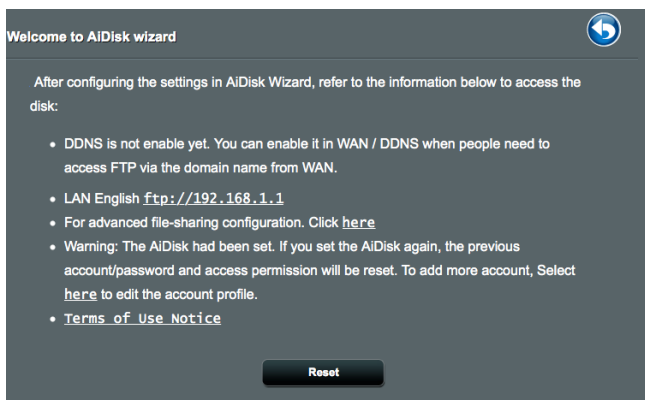 Welcome to AiDisk wizard
After configuring the settings in AiDisk Wizard, refer to the information below to access the
disk:
• DDNS is not enable yet. You can enable it in WAN / DDNS when people need to
access FTP via the domain name from WAN.
• LAN English ftp://192.168.1.1
• For advanced file-sharing configuration. Click here
• Warning: The AiDisk had been set. If you set the AiDisk again, the previous
account/password and access permission will be reset. To add more account, Select
here to edit the account profile.
• Terms of Use Notice
Reset